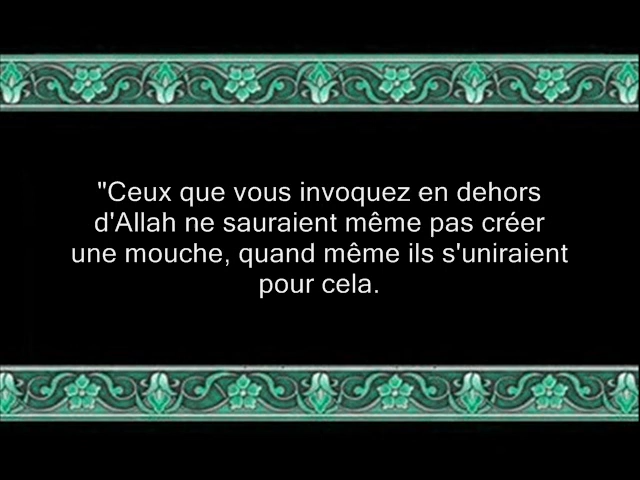 "Ceux que vous invoquez en dehors
d'Allah ne sauraient même pas créer
une mouche, quand même ils s'uniraient
pour cela.